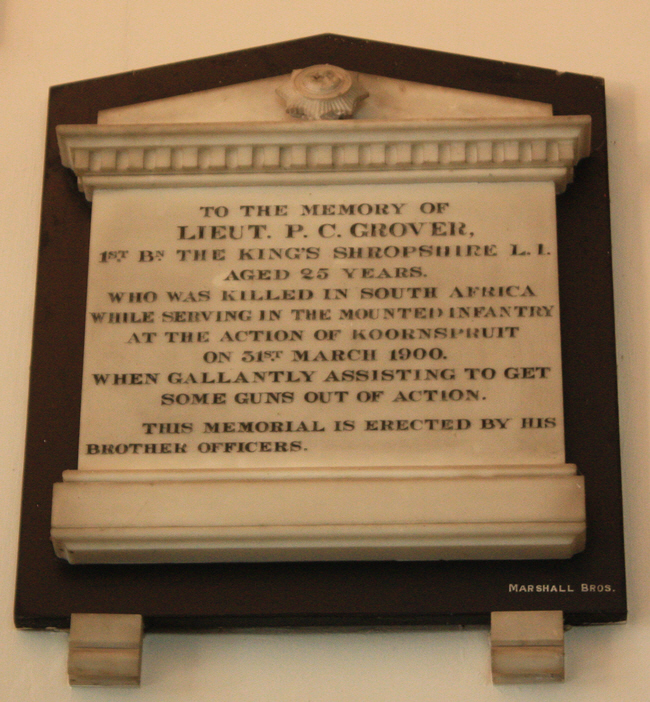 TO THE MEMORY OF
LIEUT. P. C. GROVER,
1ST BN THE KING'S SHROPSHIRE L. I.
AGED 25 YEARS.
WHO WAS KILLED IN SOUTH AFRICA
WHILE SERVING IN THE MOUNTED INFANTRY
AT THE ACTION OF KOORNSPRUIT
ON 31ST MARCH 1900.
WHEN GALLANTLY ASSISTING TO GET
SOME GUNS OUT OF ACTION.
THIS MEMORIAL IS ERECTED BY HIS
BROTHER OFFICERS.
MARSHALL BROS.